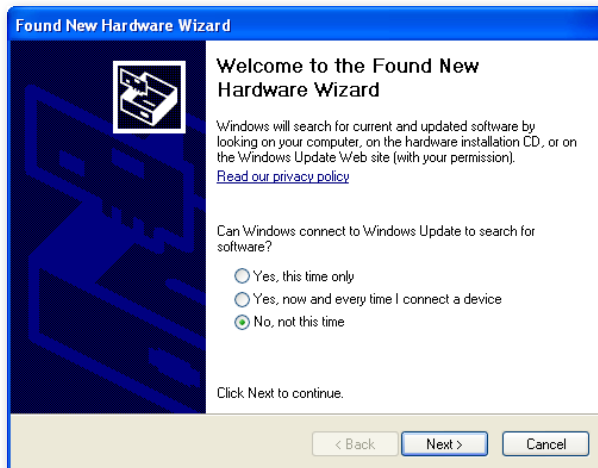 Found New Hardware Wizard
Welcome to the Found New
Hardware Wizard
Windows will search for current and updated software by
looking on your computer, on the hardware installation CD, or on
the Windows Update Web site (with your permission).
Read our privacy policy
Can Windows connect to Windows Update to search for
software?
Yes, this time only
Yes, now and every time I connect a device
No, not this time
Click Next to continue.
< Back Next > Cancel